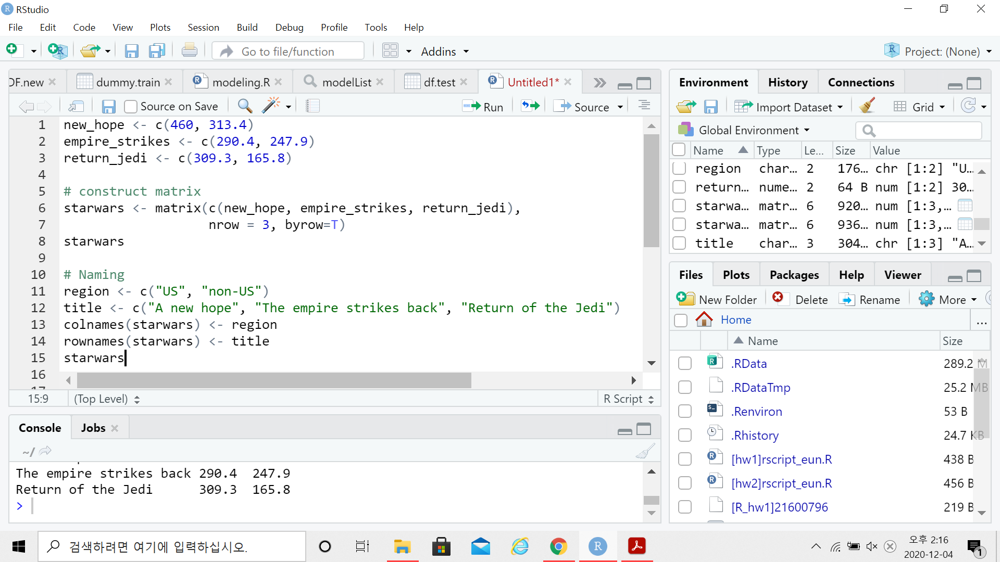 RStudio
File Edit Code View Plots Session Build Debug Profile Tools Help
Go to file/function Addins Project: (None)
DF.new dummy.train modeling.R modelList df.test Untitled1*
Source on Save Run Source
1 new_hope <- c(460, 313.4)
2 empire_strikes <- c(290.4, 247.9)
3 return_jedi <- c(309.3, 165.8)
4
5 # construct matrix
6 starwars <- matrix(c(new_hope, empire_strikes, return_jedi),
7 nrow = 3, byrow=T)
8 starwars
9
10 # Naming
11 region <- c("US", "non-US")
12 title <- c("A new hope", "The empire strikes back", "Return of the Jedi")
13 colnames(starwars) <- region
14 rownames(starwars) <- title
15 starwars
16
15:9 (Top Level) R Script
Console Jobs
~/
The empire strikes back 290.4 247.9
Return of the Jedi 309.3 165.8
>
Environment History Connections
Import Dataset Grid
Global Environment
Name Type Le... Size Value
region char... 2 176... chr [1:2] "U...
return... nume... 2 64 B num [1:2] 30...
starwa... matr... 6 920... num [1:3,...
starwa... matr... 6 936... num [1:3,...
title char... 3 304... chr [1:3] "A...
Files Plots Packages Help Viewer
New Folder Delete Rename More
Home ...
Name Size
.RData 289.2 M
.RDataTmp 25.2 MB
.Renviron 53 B
.Rhistory 24.7 KB
[hw1]rscript_eun.R 438 B
[hw2]rscript_eun.R 456 B
[R_hw1]21600796 219 B
검색하려면 여기에 입력하십시오.
오후 2:16
2020-12-04
1